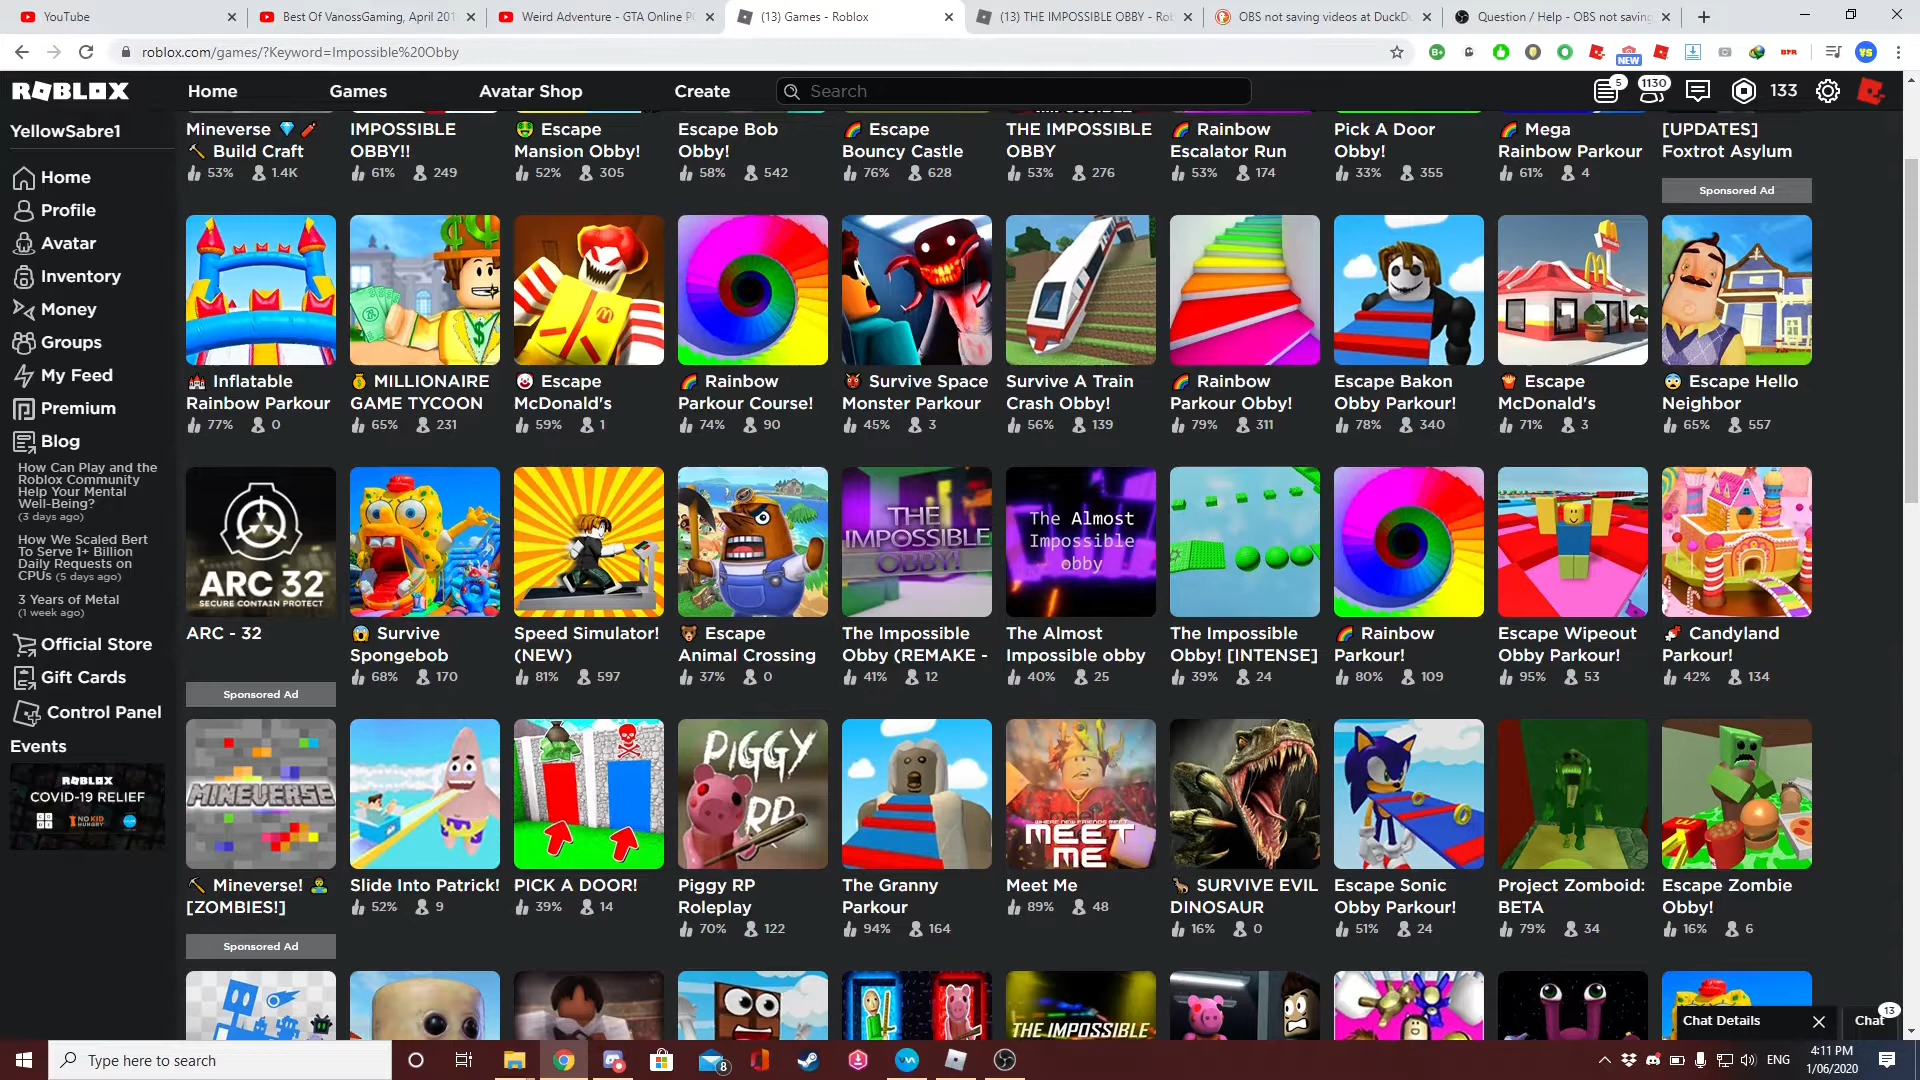 YouTube
Best Of VanossGaming, April 201
Weird Adventure - GTA Online P
(13) Games - Roblox
(13) THE IMPOSSIBLE OBBY - Ro
OBS not saving videos at DuckD
Question / Help - OBS not saving
roblox.com/games/?Keyword=Impossible%20Obby
NEW
BTR
YS
ROBLOX
Home
Games
Avatar Shop
Create
Search
5
1130
133
YellowSabre1
Home
Profile
Avatar
Inventory
Money
Groups
My Feed
Premium
Blog
How Can Play and the
Roblox Community
Help Your Mental
Well-Being?
(3 days ago)
How We Scaled Bert
To Serve 1+ Billion
Daily Requests on
CPUs (5 days ago)
3 Years of Metal
(1 week ago)
Official Store
Gift Cards
Control Panel
Events
ROBLOX
COVID-19 RELIEF
NO KID
HUNGRY
Mineverse 💎 🧨
🔨 Build Craft
53% 1.4K
IMPOSSIBLE
OBBY!!
61% 249
🤑 Escape
Mansion Obby!
52% 305
Escape Bob
Obby!
58% 542
🌈 Escape
Bouncy Castle
76% 628
THE IMPOSSIBLE
OBBY
53% 276
🌈 Rainbow
Escalator Run
53% 174
Pick A Door
Obby!
33% 355
🌈 Mega
Rainbow Parkour
61% 4
[UPDATES]
Foxtrot Asylum
Sponsored Ad
🏰 Inflatable
Rainbow Parkour
77% 0
💰 MILLIONAIRE
GAME TYCOON
65% 231
🤡 Escape
McDonald's
59% 1
🌈 Rainbow
Parkour Course!
74% 90
👹 Survive Space
Monster Parkour
45% 3
Survive A Train
Crash Obby!
56% 139
🌈 Rainbow
Parkour Obby!
79% 311
Escape Bakon
Obby Parkour!
78% 340
🍟 Escape
McDonald's
71% 3
😨 Escape Hello
Neighbor
65% 557
ARC 32
SECURE CONTAIN PROTECT
ARC - 32
Sponsored Ad
😱 Survive
Spongebob
68% 170
Speed Simulator!
(NEW)
81% 597
🐻 Escape
Animal Crossing
37% 0
THE
IMPOSSIBLE
OBBY!
The Impossible
Obby (REMAKE -
41% 12
The Almost
Impossible
obby
The Almost
Impossible obby
40% 25
The Impossible
Obby! [INTENSE]
39% 24
🌈 Rainbow
Parkour!
80% 109
Escape Wipeout
Obby Parkour!
95% 53
🍬 Candyland
Parkour!
42% 134
MINEVERSE
⛏ Mineverse! 🧟
[ZOMBIES!]
Sponsored Ad
Slide Into Patrick!
52% 9
PICK A DOOR!
39% 14
PIGGY
RP
Piggy RP
Roleplay
70% 122
The Granny
Parkour
94% 164
WHERE NEW FRIENDS MEET
MEET
ME
Meet Me
89% 48
🦕 SURVIVE EVIL
DINOSAUR
16% 0
Escape Sonic
Obby Parkour!
51% 24
Project Zomboid:
BETA
79% 34
Escape Zombie
Obby!
16% 6
THE IMPOSSIBLE
Chat Details
Chat
13
Type here to search
8
ENG
4:11 PM
1/06/2020